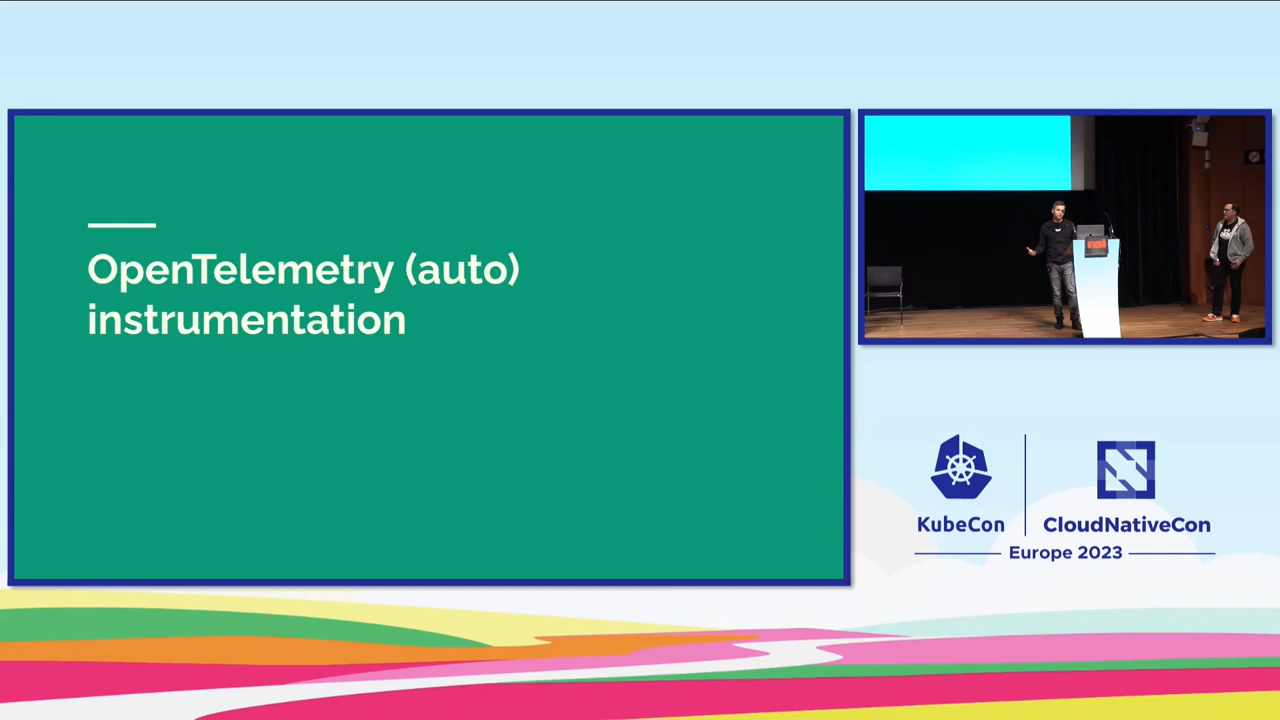 OpenTelemetry (auto)
instrumentation
KubeCon
CloudNativeCon
Europe 2023